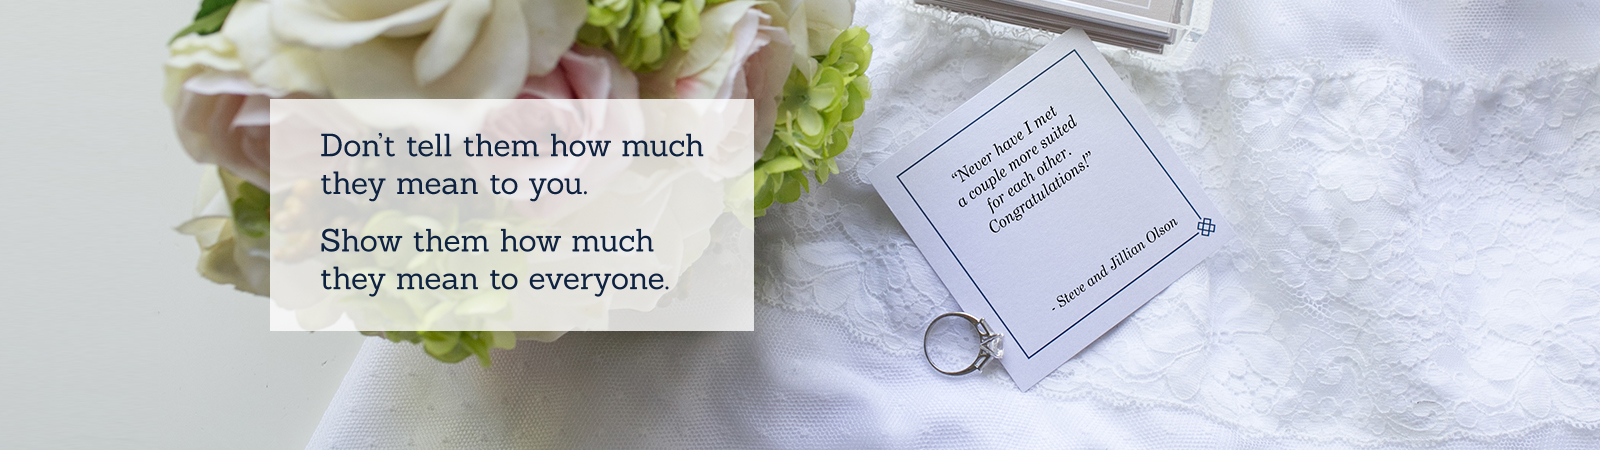 Don't tell them how much
they mean to you.
Show them how much
they mean to everyone.
“Never have I met
a couple more suited
for each other.
Congratulations!”
- Steve and Jillian Olson